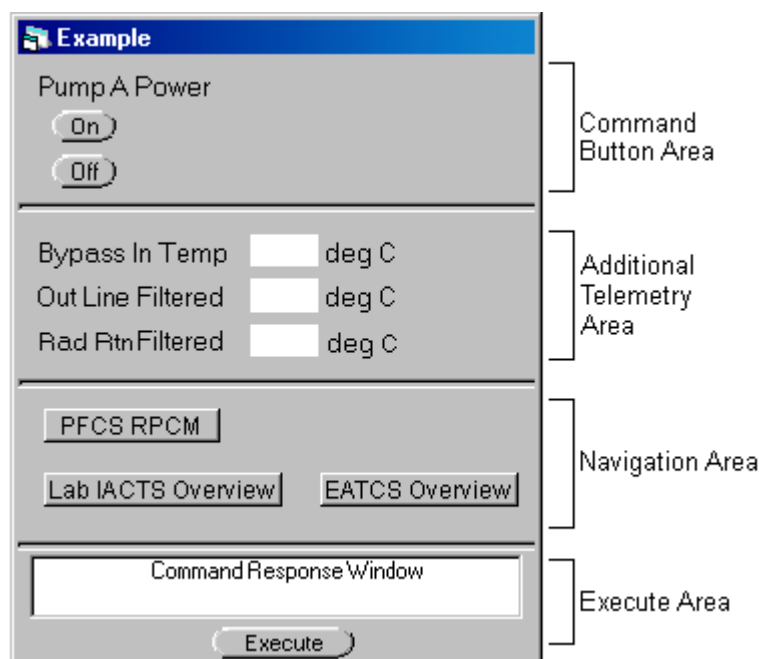 Example
Pump A Power
On
Off
Command
Button Area
Bypass In Temp deg C
Out Line Filtered deg C
Rad Rtn Filtered deg C
Additional
Telemetry
Area
PFCS RPCM
Lab IACTS Overview EATCS Overview
Navigation Area
Command Response Window
Execute
Execute Area